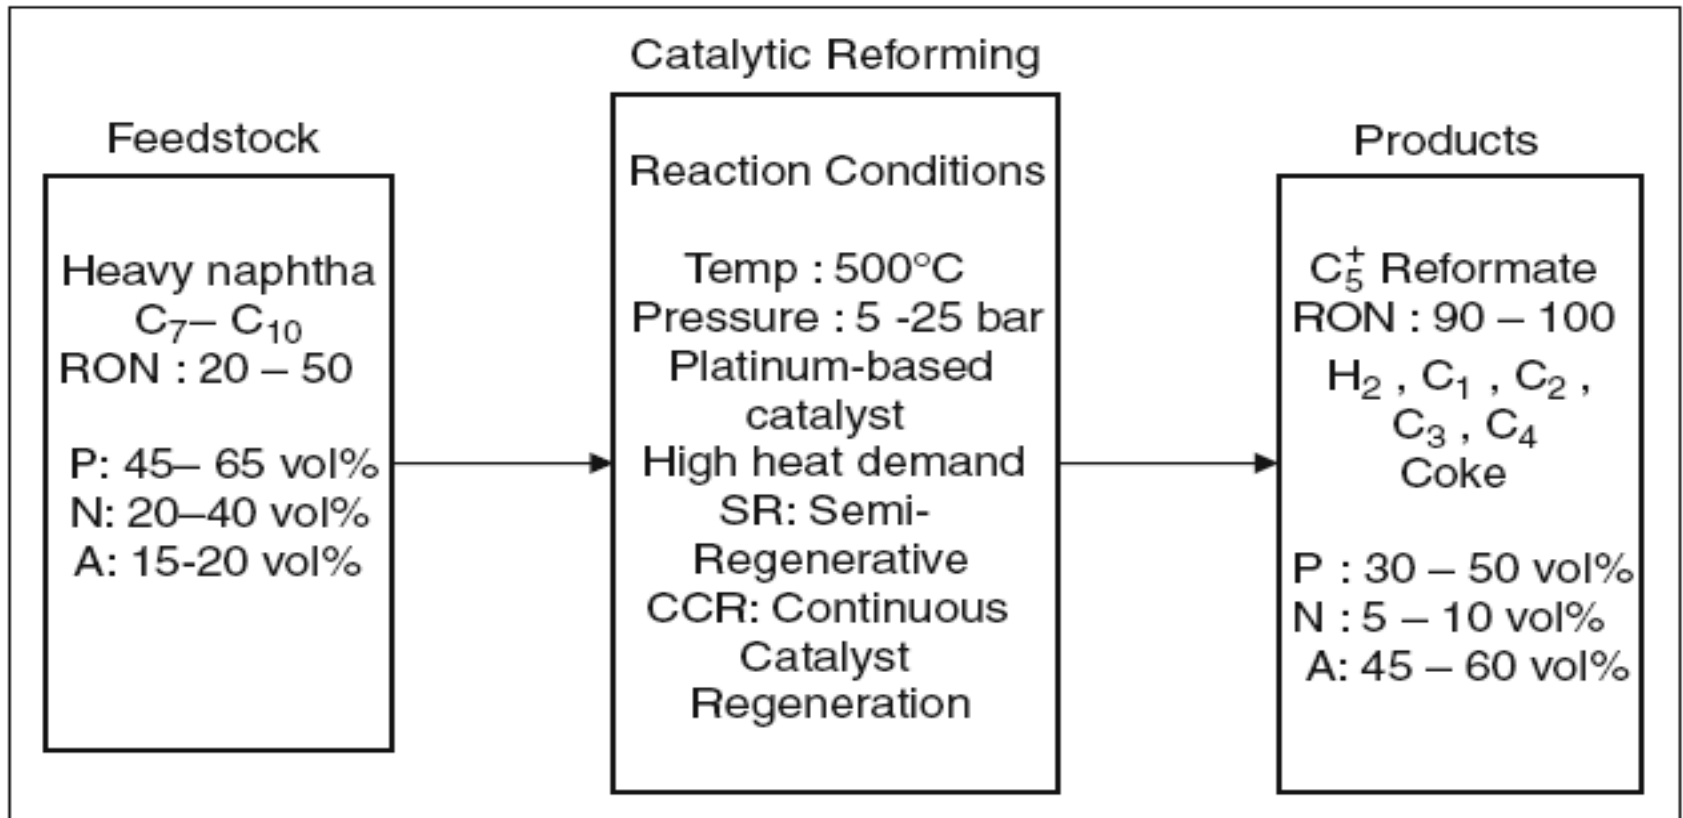 Catalytic Reforming
Feedstock
Heavy naphtha
C₇– C₁₀
RON : 20 – 50
P: 45– 65 vol%
N: 20–40 vol%
A: 15-20 vol%
Reaction Conditions
Temp : 500°C
Pressure : 5 -25 bar
Platinum-based
catalyst
High heat demand
SR: Semi-
Regenerative
CCR: Continuous
Catalyst
Regeneration
Products
C₅⁺ Reformate
RON : 90 – 100
H₂ , C₁ , C₂ ,
C₃ , C₄
Coke
P : 30 – 50 vol%
N : 5 – 10 vol%
A: 45 – 60 vol%